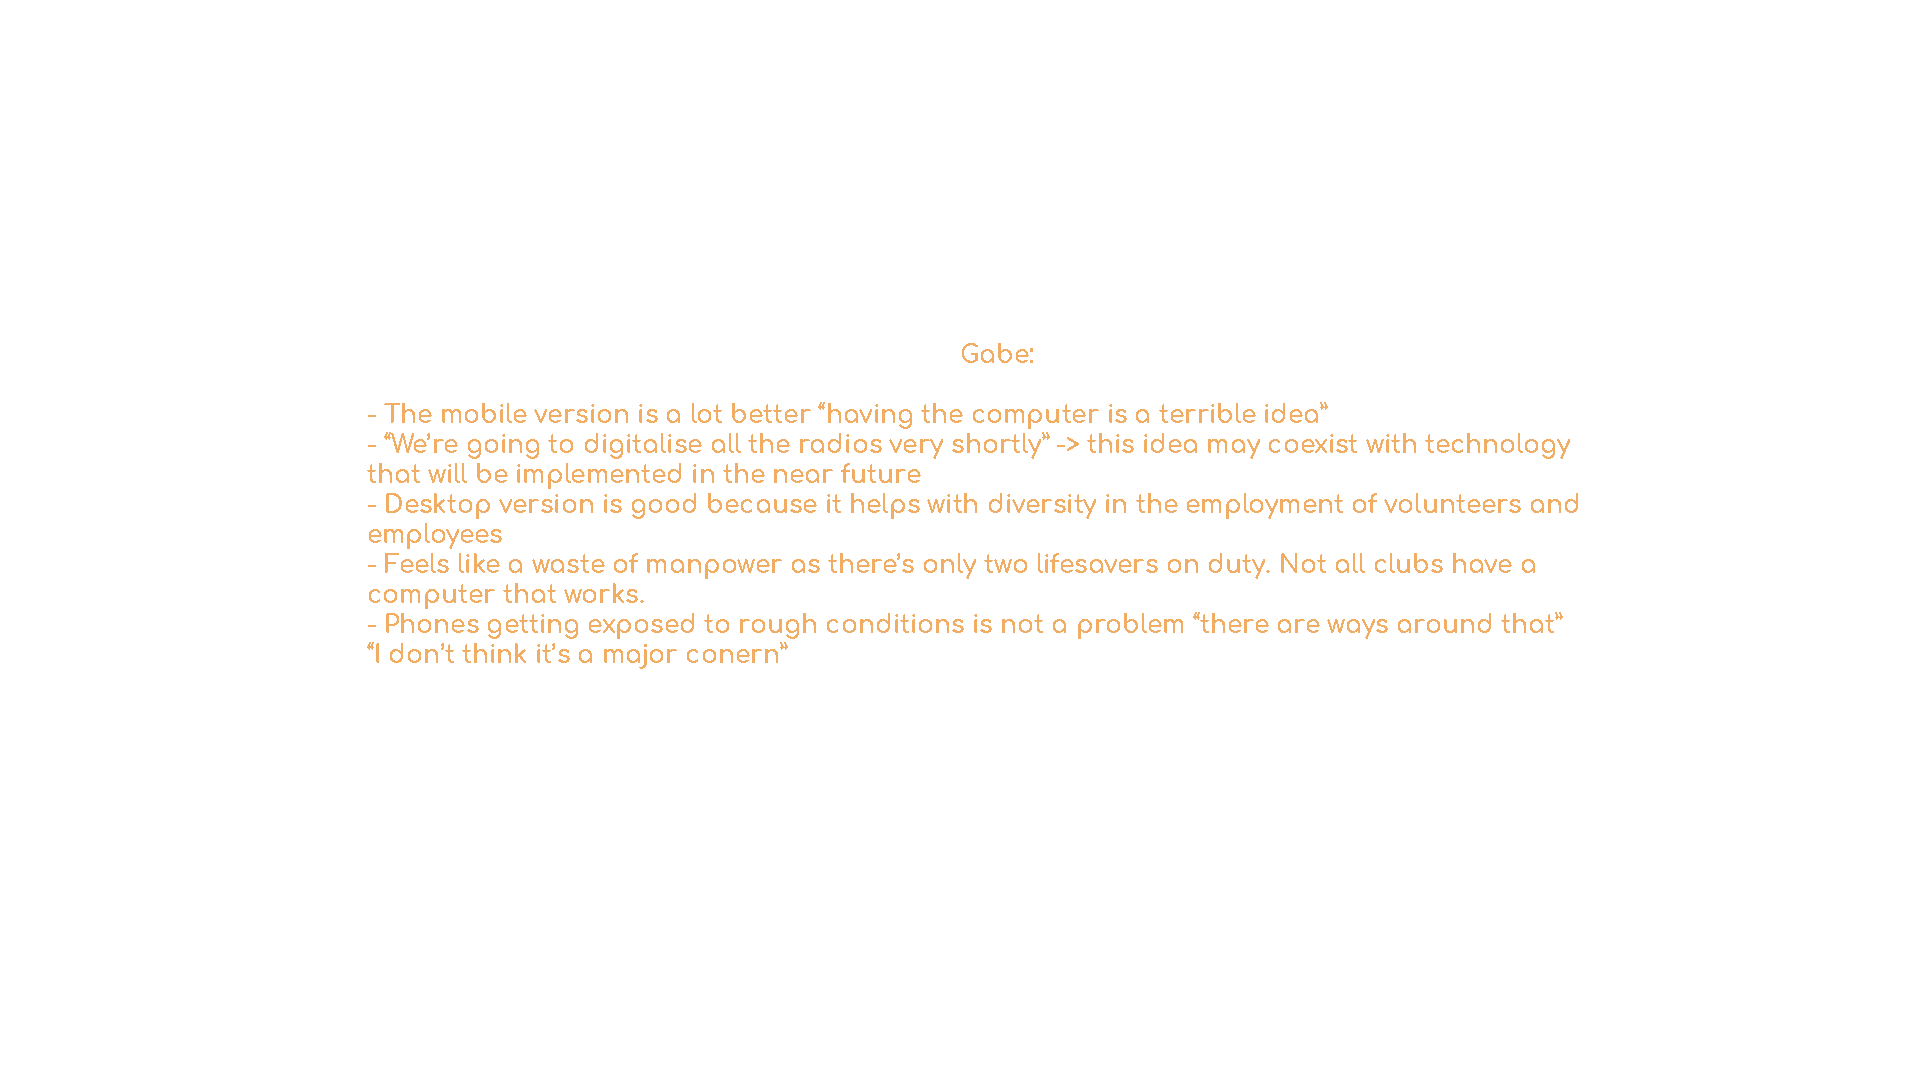 Gabe:
- The mobile version is a lot better “having the computer is a terrible idea”
- “We’re going to digitalise all the radios very shortly” -> this idea may coexist with technology
that will be implemented in the near future
- Desktop version is good because it helps with diversity in the employment of volunteers and
employees
- Feels like a waste of manpower as there’s only two lifesavers on duty. Not all clubs have a
computer that works.
- Phones getting exposed to rough conditions is not a problem “there are ways around that”
“I don’t think it’s a major conern”